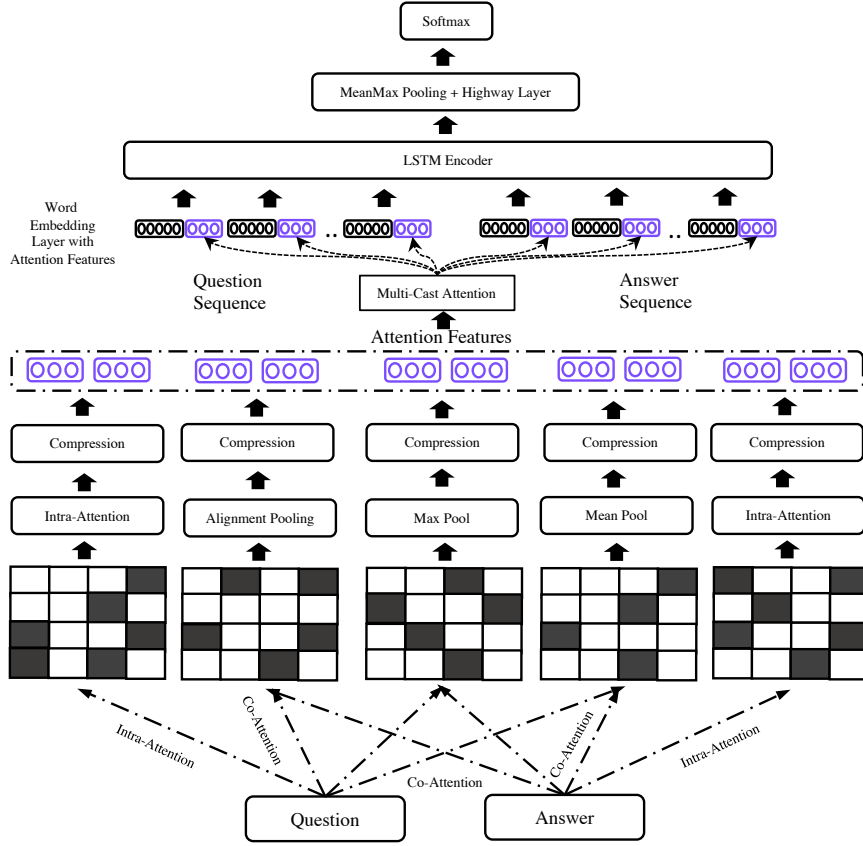 Softmax
MeanMax Pooling + Highway Layer
LSTM Encoder
Word
Embedding
Layer with
Attention Features
..
..
Question
Sequence
Multi-Cast Attention
Answer
Sequence
Attention Features
Compression
Compression
Compression
Compression
Compression
Intra-Attention
Alignment Pooling
Max Pool
Mean Pool
Intra-Attention
Intra-Attention
Co-Attention
Co-Attention
Co-Attention
Intra-Attention
Question
Answer